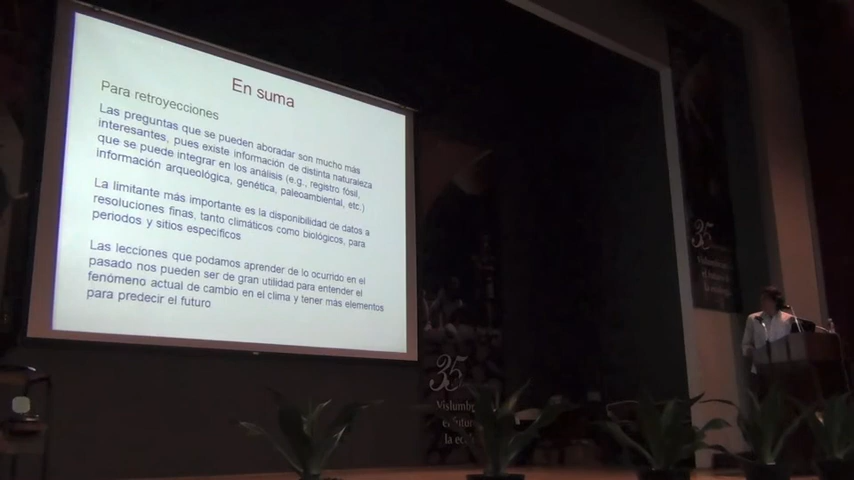 En suma
Para retroyecciones
Las preguntas que se pueden aboradar son mucho más
interesantes, pues existe información de distinta naturaleza
que se puede integrar en los análisis (e.g., registro fósil,
información arqueológica, genética, paleoambiental, etc.)
La limitante más importante es la disponibilidad de datos a
resoluciones finas, tanto climáticos como biológicos, para
periodos y sitios específicos
Las lecciones que podamos aprender de lo ocurrido en el
pasado nos pueden ser de gran utilidad para entender el
fenómeno actual de cambio en el clima y tener más elementos
para predecir el futuro
35
35